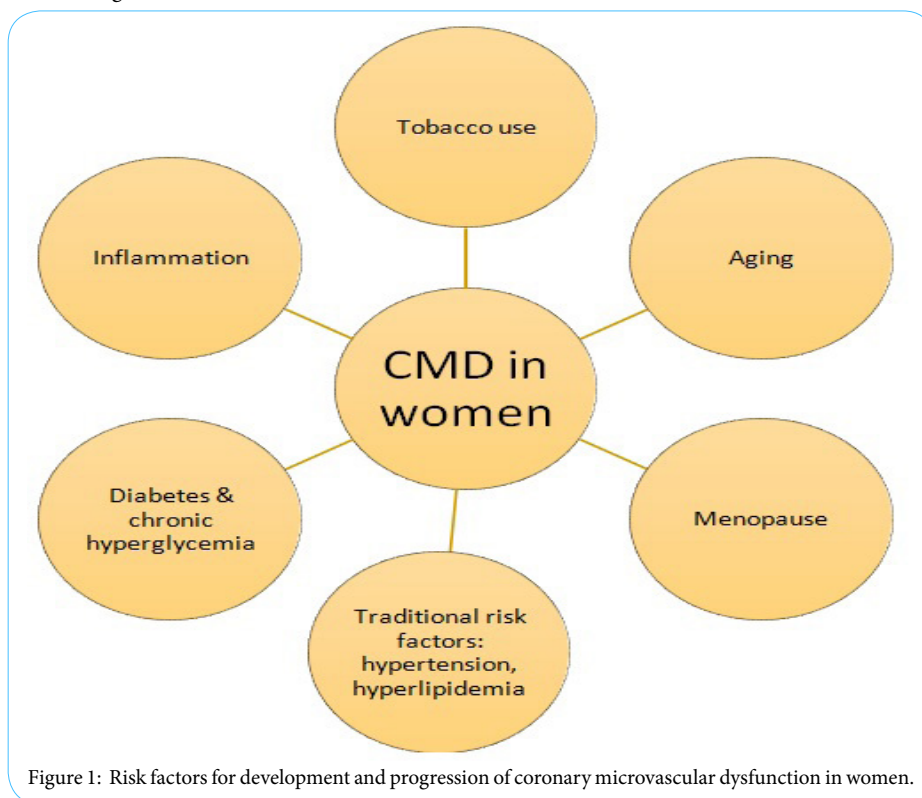 Tobacco use
Inflammation
Aging
CMD in
women
Diabetes &
chronic
hyperglycemia
Menopause
Traditional risk
factors:
hypertension,
hyperlipidemia
Figure 1: Risk factors for development and progression of coronary microvascular dysfunction in women.